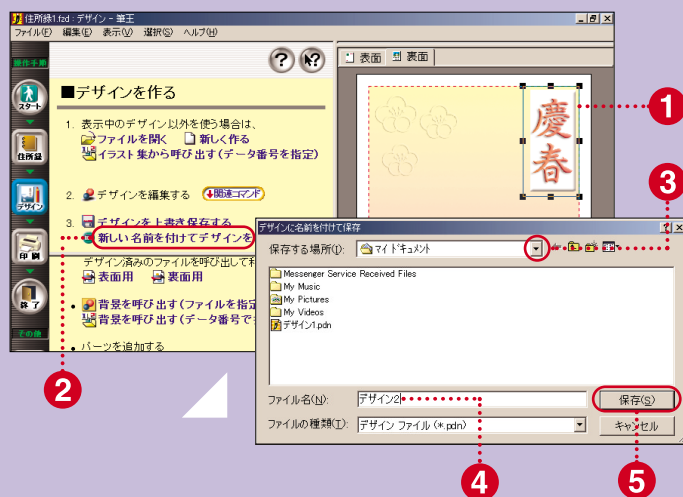 住所録1.fzd : デザイン - 筆王
ファイル(F) 編集(E) 表示(V) 選択(S) ヘルプ(H)
操作手順
スタート
住所録
デザイン
印刷
終了
その他
■デザインを作る
1. 表示中のデザイン以外を使う場合は、
ファイルを開く 新しく作る
イラスト集から呼び出す(データ番号を指定)
2. デザインを編集する (関連コマンド)
3. デザインを上書き保存する
新しい名前を付けてデザインを
デザイン済みのファイルを呼び出して
表面用 裏面用
• 背景を呼び出す(ファイルを指定
背景を呼び出す(データ番号で
• パーツを追加する
表面 裏面
慶春
1
2
3
デザインに名前を付けて保存
保存する場所(I): マイ ドキュメント
Messenger Service Received Files
My Music
My Pictures
My Videos
デザイン1.pdn
ファイル名(N): デザイン2 保存(S)
ファイルの種類(T): デザイン ファイル (*.pdn) キャンセル
4
5